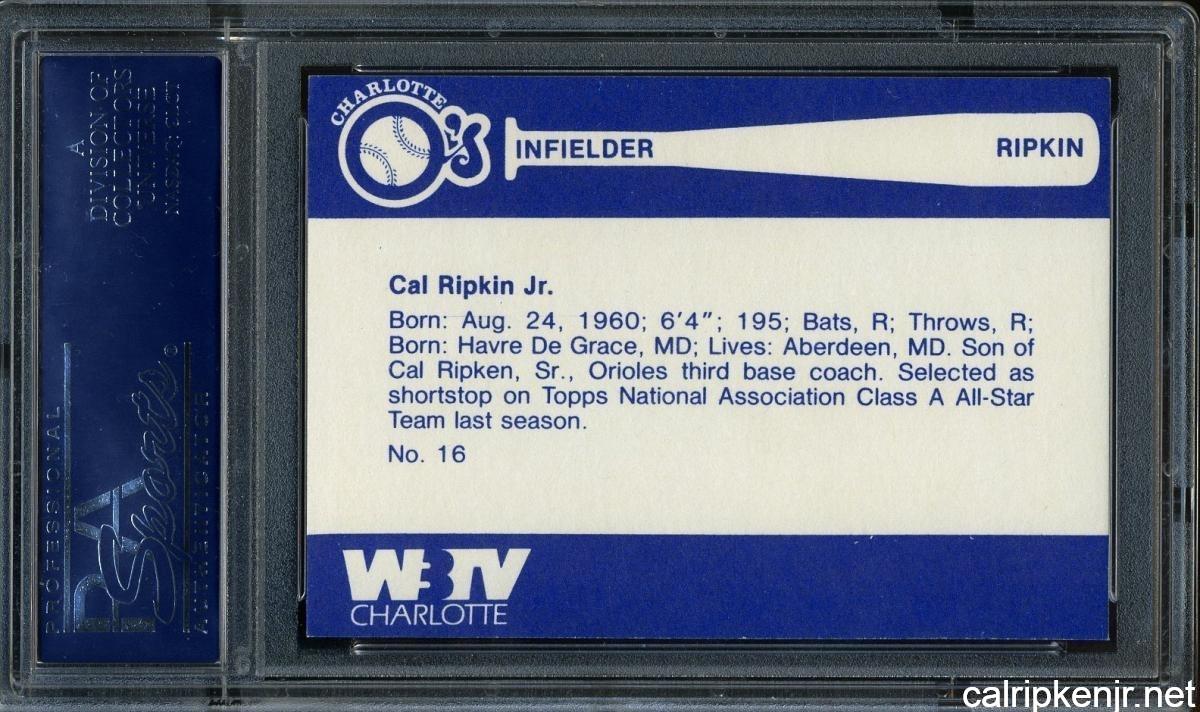 CHARLOTTE
O's
INFIELDER
RIPKIN
Cal Ripkin Jr.
Born: Aug. 24, 1960; 6'4"; 195; Bats, R; Throws, R;
Born: Havre De Grace, MD; Lives: Aberdeen, MD. Son of
Cal Ripken, Sr., Orioles third base coach. Selected as
shortstop on Topps National Association Class A All-Star
Team last season.
No. 16
WBTV
CHARLOTTE
A
DIVISION OF
COLLECTORS
UNIVERSE
NASDAQ: CLCT
PROFESSIONAL
PSA
Sports®
AUTHENTICATOR
calripkenjr.net